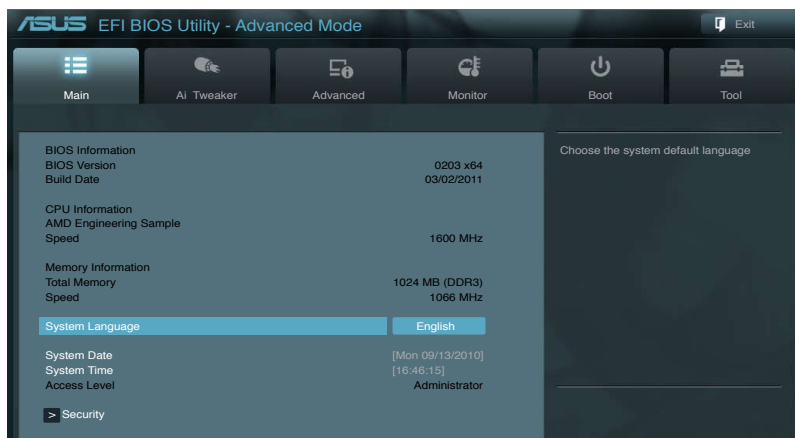 ASUS EFI BIOS Utility - Advanced Mode
Exit
Main Ai Tweaker Advanced Monitor Boot Tool
BIOS Information
BIOS Version 0203 x64
Build Date 03/02/2011
CPU Information
AMD Engineering Sample
Speed 1600 MHz
Memory Information
Total Memory 1024 MB (DDR3)
Speed 1066 MHz
System Language English
System Date [Mon 09/13/2010]
System Time [16:46:15]
Access Level Administrator
> Security
Choose the system default language